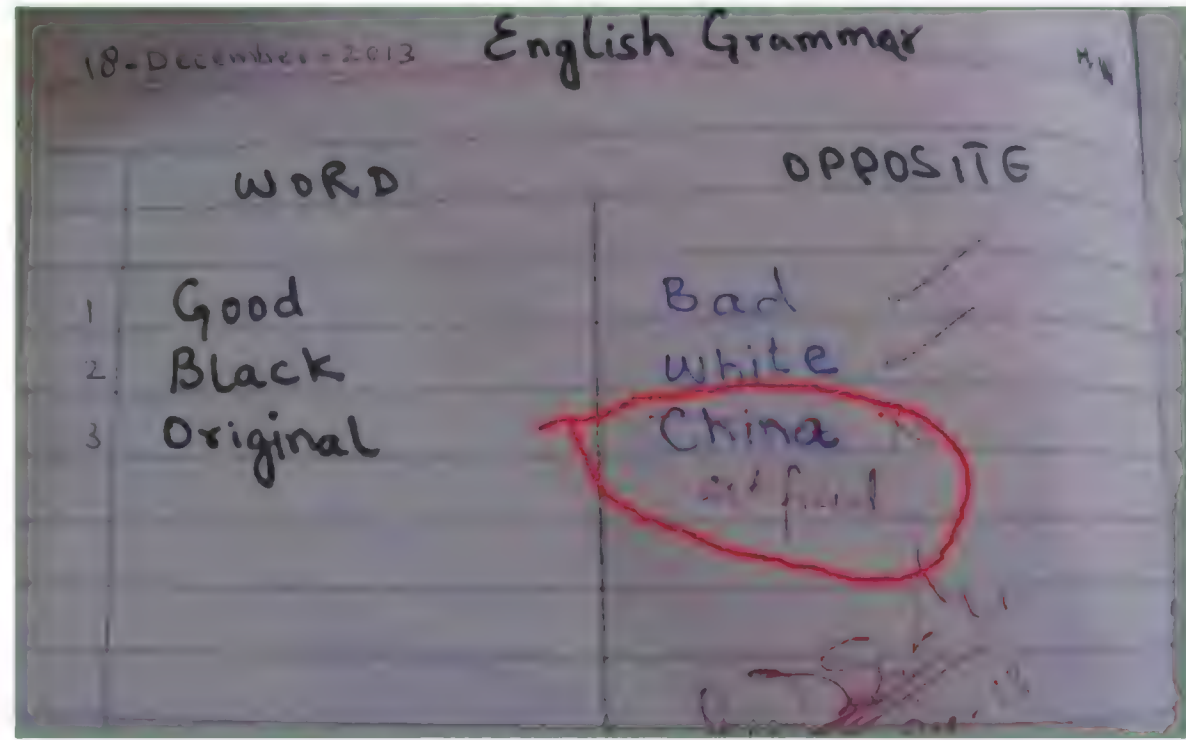 18-December-2013 English Grammar
WORD OPPOSITE
1 Good Bad
2 Black White
3 Original China